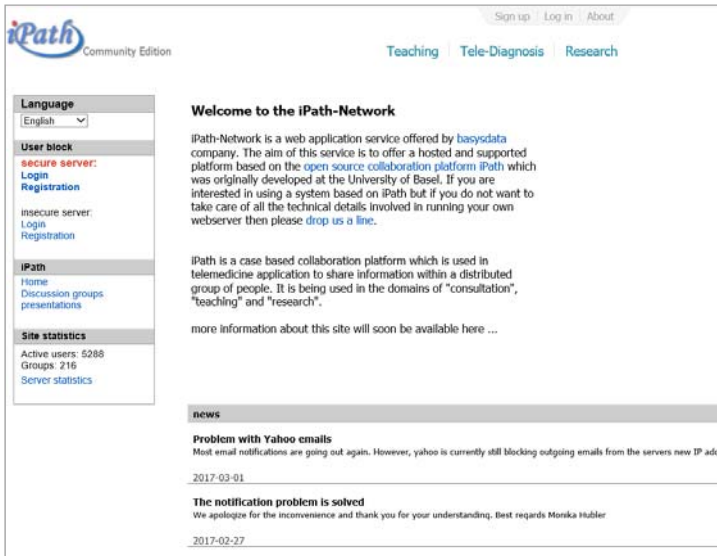 Sign up Log in About
iPath
Community Edition
Teaching Tele-Diagnosis Research
Language
English
User block
secure server:
Login
Registration
insecure server:
Login
Registration
iPath
Home
Discussion groups
presentations
Site statistics
Active users: 5288
Groups: 216
Server statistics
Welcome to the iPath-Network
iPath-Network is a web application service offered by basysdata
company. The aim of this service is to offer a hosted and supported
platform based on the open source collaboration platform iPath which
was originally developed at the University of Basel. If you are
interested in using a system based on iPath but if you do not want to
take care of all the technical details involved in running your own
webserver then please drop us a line.
iPath is a case based collaboration platform which is used in
telemedicine application to share information within a distributed
group of people. It is being used in the domains of "consultation",
"teaching" and "research".
more information about this site will soon be available here ...
news
Problem with Yahoo emails
Most email notifications are going out again. However, yahoo is currently still blocking outgoing emails from the servers new IP
2017-03-01
The notification problem is solved
We apologize for the inconvenience and thank you for your understanding. Best regards Monika Hubler
2017-02-27